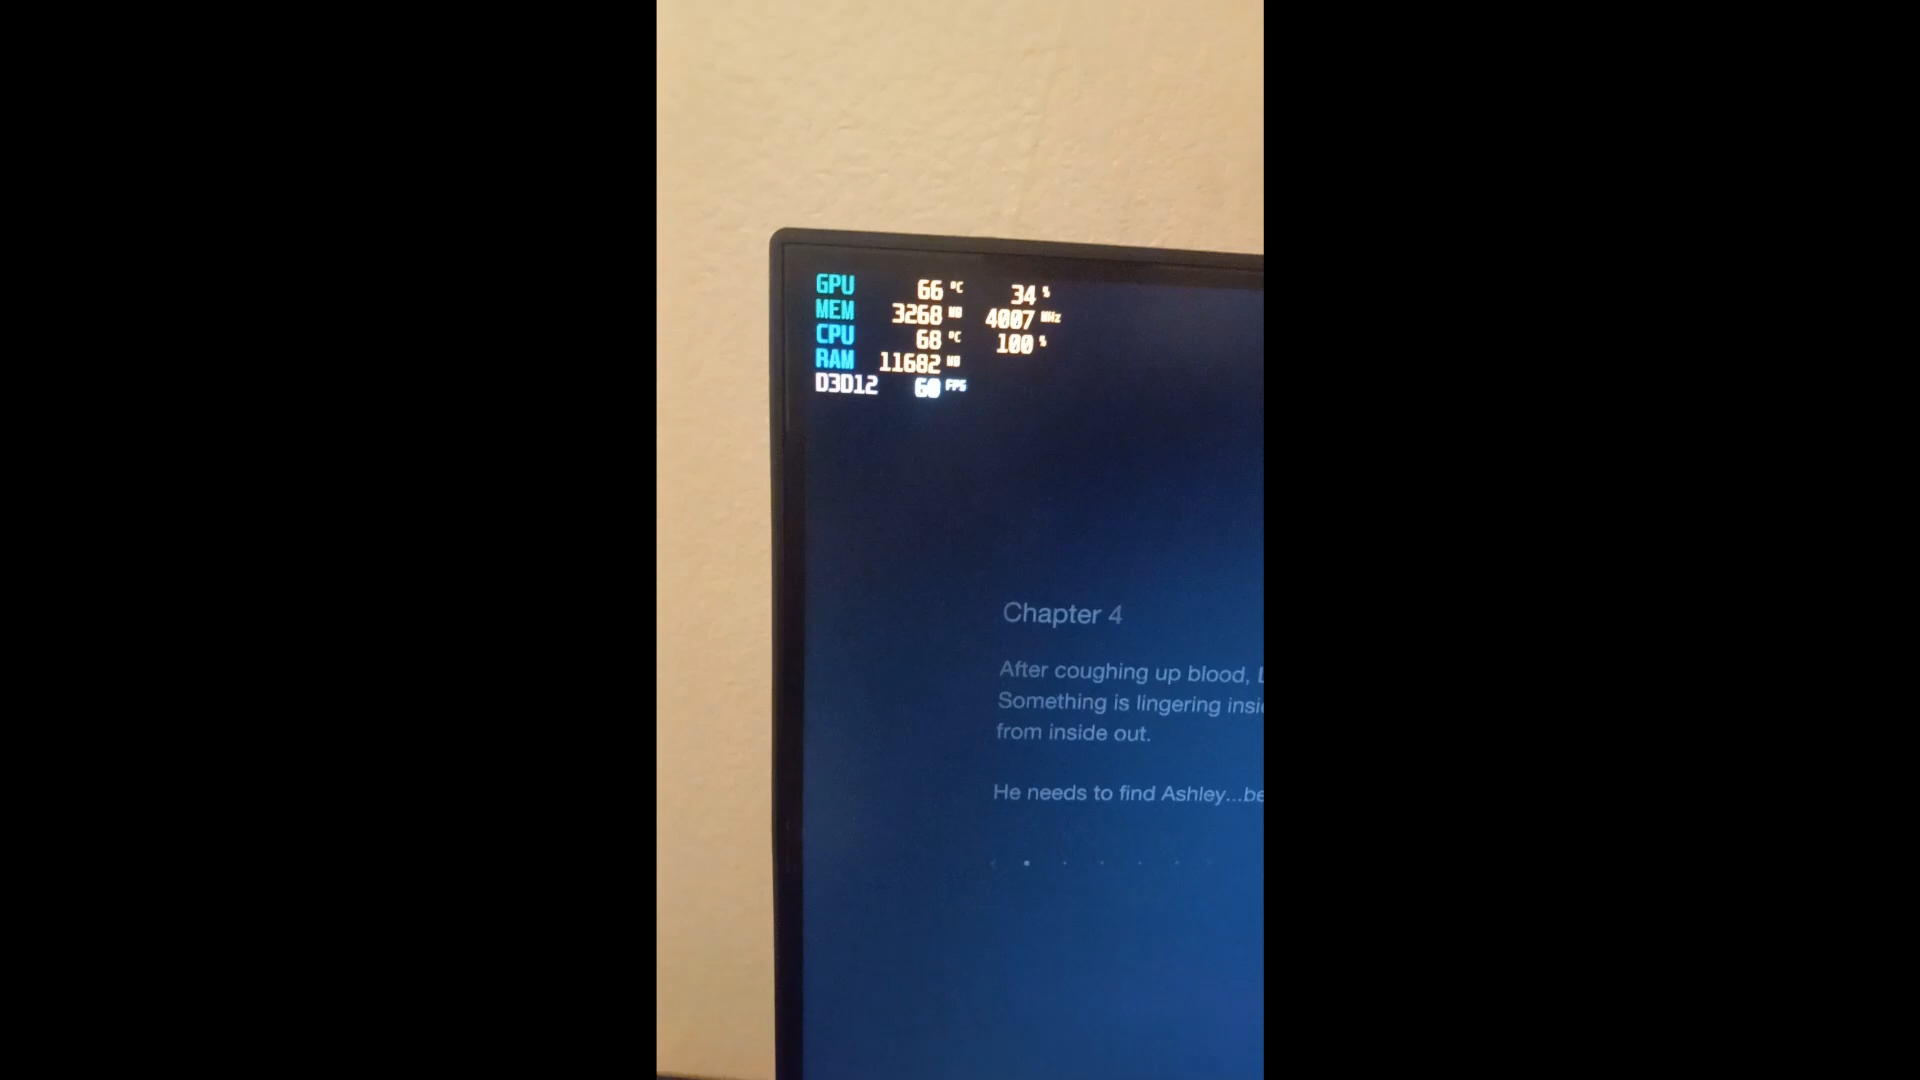 GPU 66 °C 34 %
MEM 3268 MB 4007 MHz
CPU 68 °C 100 %
RAM 11682 MB
D3D12 60 FPS
Chapter 4
After coughing up blood,
Something is lingering
from inside out.
He needs to find Ashley...